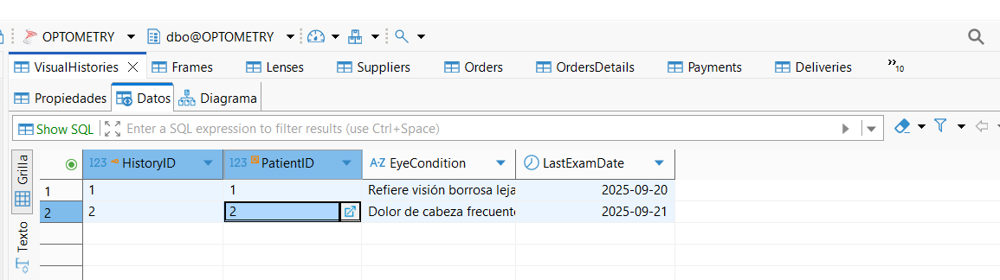 OPTOMETRY dbo@OPTOMETRY
VisualHistories Frames Lenses Suppliers Orders OrdersDetails Payments Deliveries » 10
Propiedades Datos Diagrama
Show SQL Enter a SQL expression to filter results (use Ctrl+Space)
Grilla
Texto
123 HistoryID 123 PatientID A-Z EyeCondition LastExamDate
1 1 1 Refiere visión borrosa leja 2025-09-20
2 2 2 Dolor de cabeza frecuent 2025-09-21